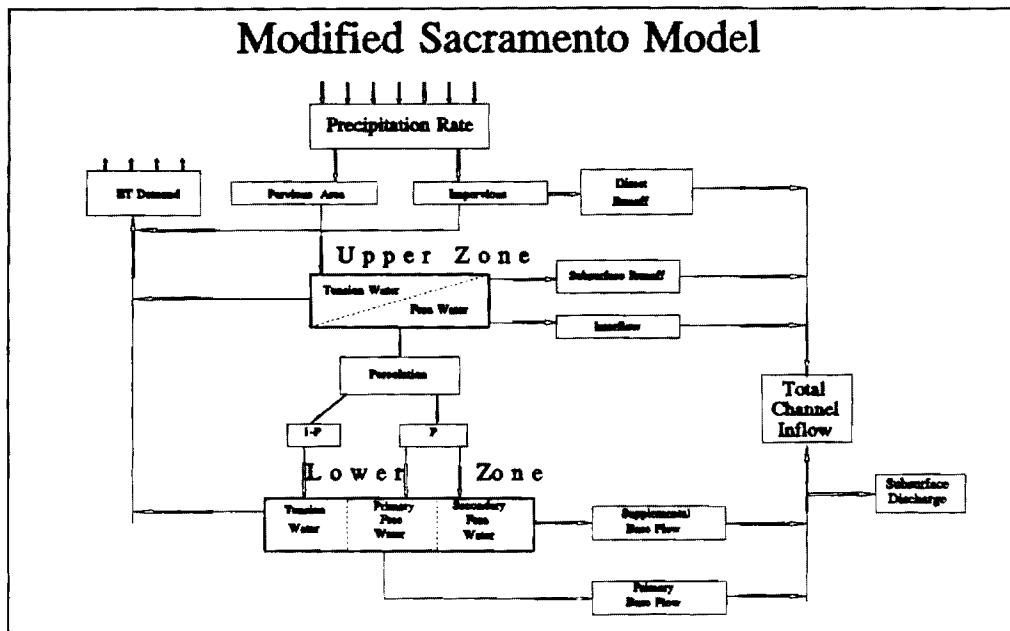 Modified Sacramento Model
Precipitation Rate
ET Demand
Pervious Area
Impervious
Direct
Runoff
Upper Zone
Tension Water
Free Water
Subsurface Runoff
Interflow
Percolation
Total
Channel
Inflow
1-P
P
Lower Zone
Tension
Water
Primary
Free
Water
Secondary
Free
Water
Supplemental
Base Flow
Subsurface
Discharge
Primary
Base Flow